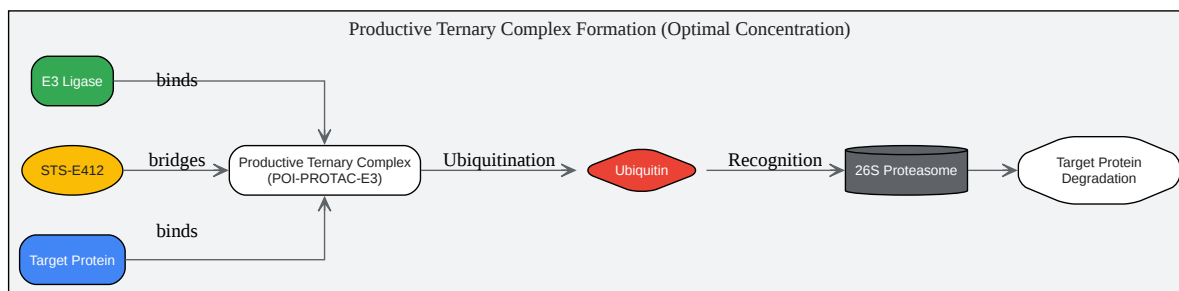 Productive Ternary Complex Formation (Optimal Concentration)
E3 Ligase
binds
STS-E412
bridges
Productive Ternary Complex
(POI-PROTAC-E3)
Ubiquitination
Ubiquitin
Recognition
26S Proteasome
Target Protein
Degradation
binds
Target Protein